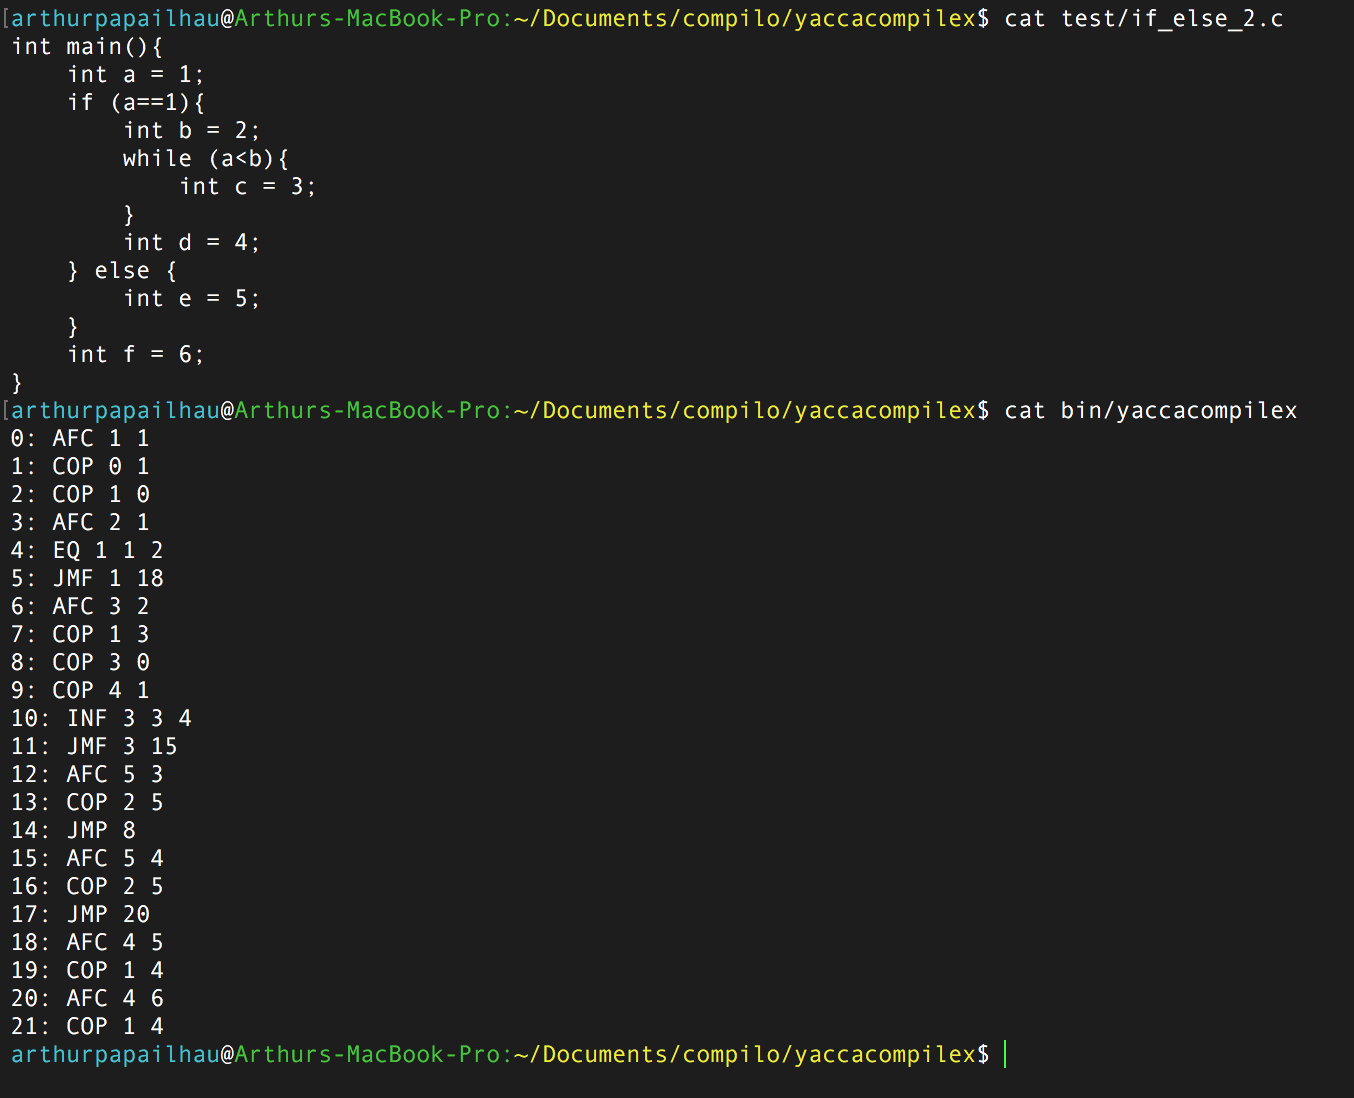 [arthurpapailhau@Arthurs-MacBook-Pro:~/Documents/compilo/yaccacompilex$ cat test/if_else_2.c
int main(){
    int a = 1;
    if (a==1){
        int b = 2;
        while (a<b){
            int c = 3;
        }
        int d = 4;
    } else {
        int e = 5;
    }
    int f = 6;
}
[arthurpapailhau@Arthurs-MacBook-Pro:~/Documents/compilo/yaccacompilex$ cat bin/yaccacompilex
0: AFC 1 1
1: COP 0 1
2: COP 1 0
3: AFC 2 1
4: EQ 1 1 2
5: JMF 1 18
6: AFC 3 2
7: COP 1 3
8: COP 3 0
9: COP 4 1
10: INF 3 3 4
11: JMF 3 15
12: AFC 5 3
13: COP 2 5
14: JMP 8
15: AFC 5 4
16: COP 2 5
17: JMP 20
18: AFC 4 5
19: COP 1 4
20: AFC 4 6
21: COP 1 4
arthurpapailhau@Arthurs-MacBook-Pro:~/Documents/compilo/yaccacompilex$